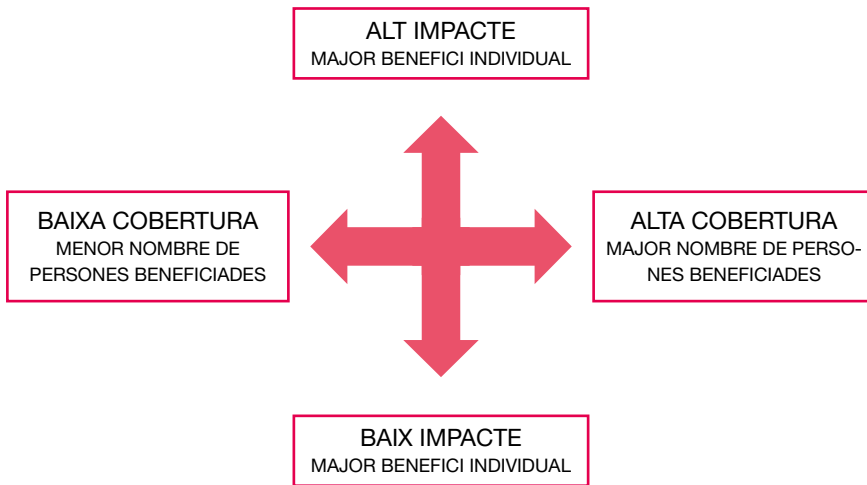 ALT IMPACTE
MAJOR BENEFICI INDIVIDUAL
BAIXA COBERTURA
MENOR NOMBRE DE
PERSONES BENEFICIADES
ALTA COBERTURA
MAJOR NOMBRE DE PERSO-
NES BENEFICIADES
BAIX IMPACTE
MAJOR BENEFICI INDIVIDUAL